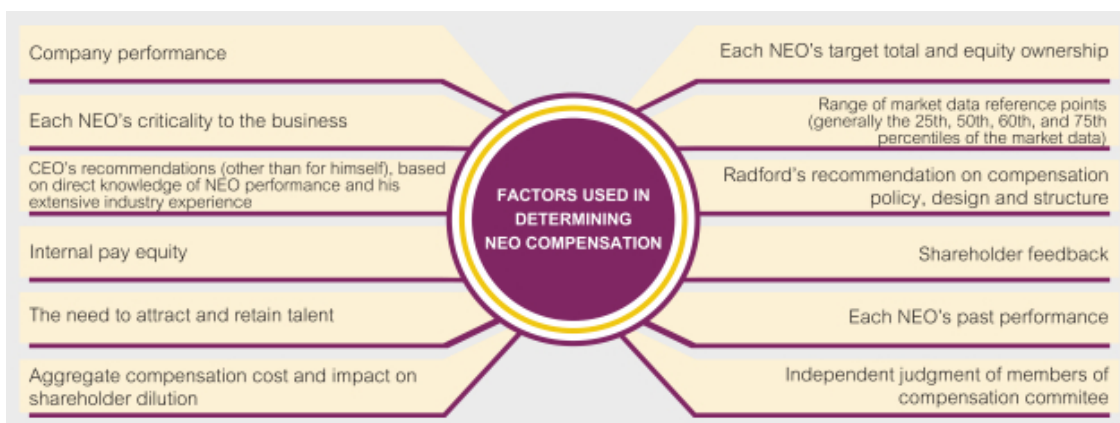 Company performance
Each NEO's criticality to the business
CEO's recommendations (other than for himself), based
on direct knowledge of NEO performance and his
extensive industry experience
Internal pay equity
The need to attract and retain talent
Aggregate compensation cost and impact on
shareholder dilution
FACTORS USED IN
DETERMINING
NEO COMPENSATION
Each NEO's target total and equity ownership
Range of market data reference points
(generally the 25th, 50th, 60th, and 75th
percentiles of the market data)
Radford's recommendation on compensation
policy, design and structure
Shareholder feedback
Each NEO's past performance
Independent judgment of members of
compensation commitee